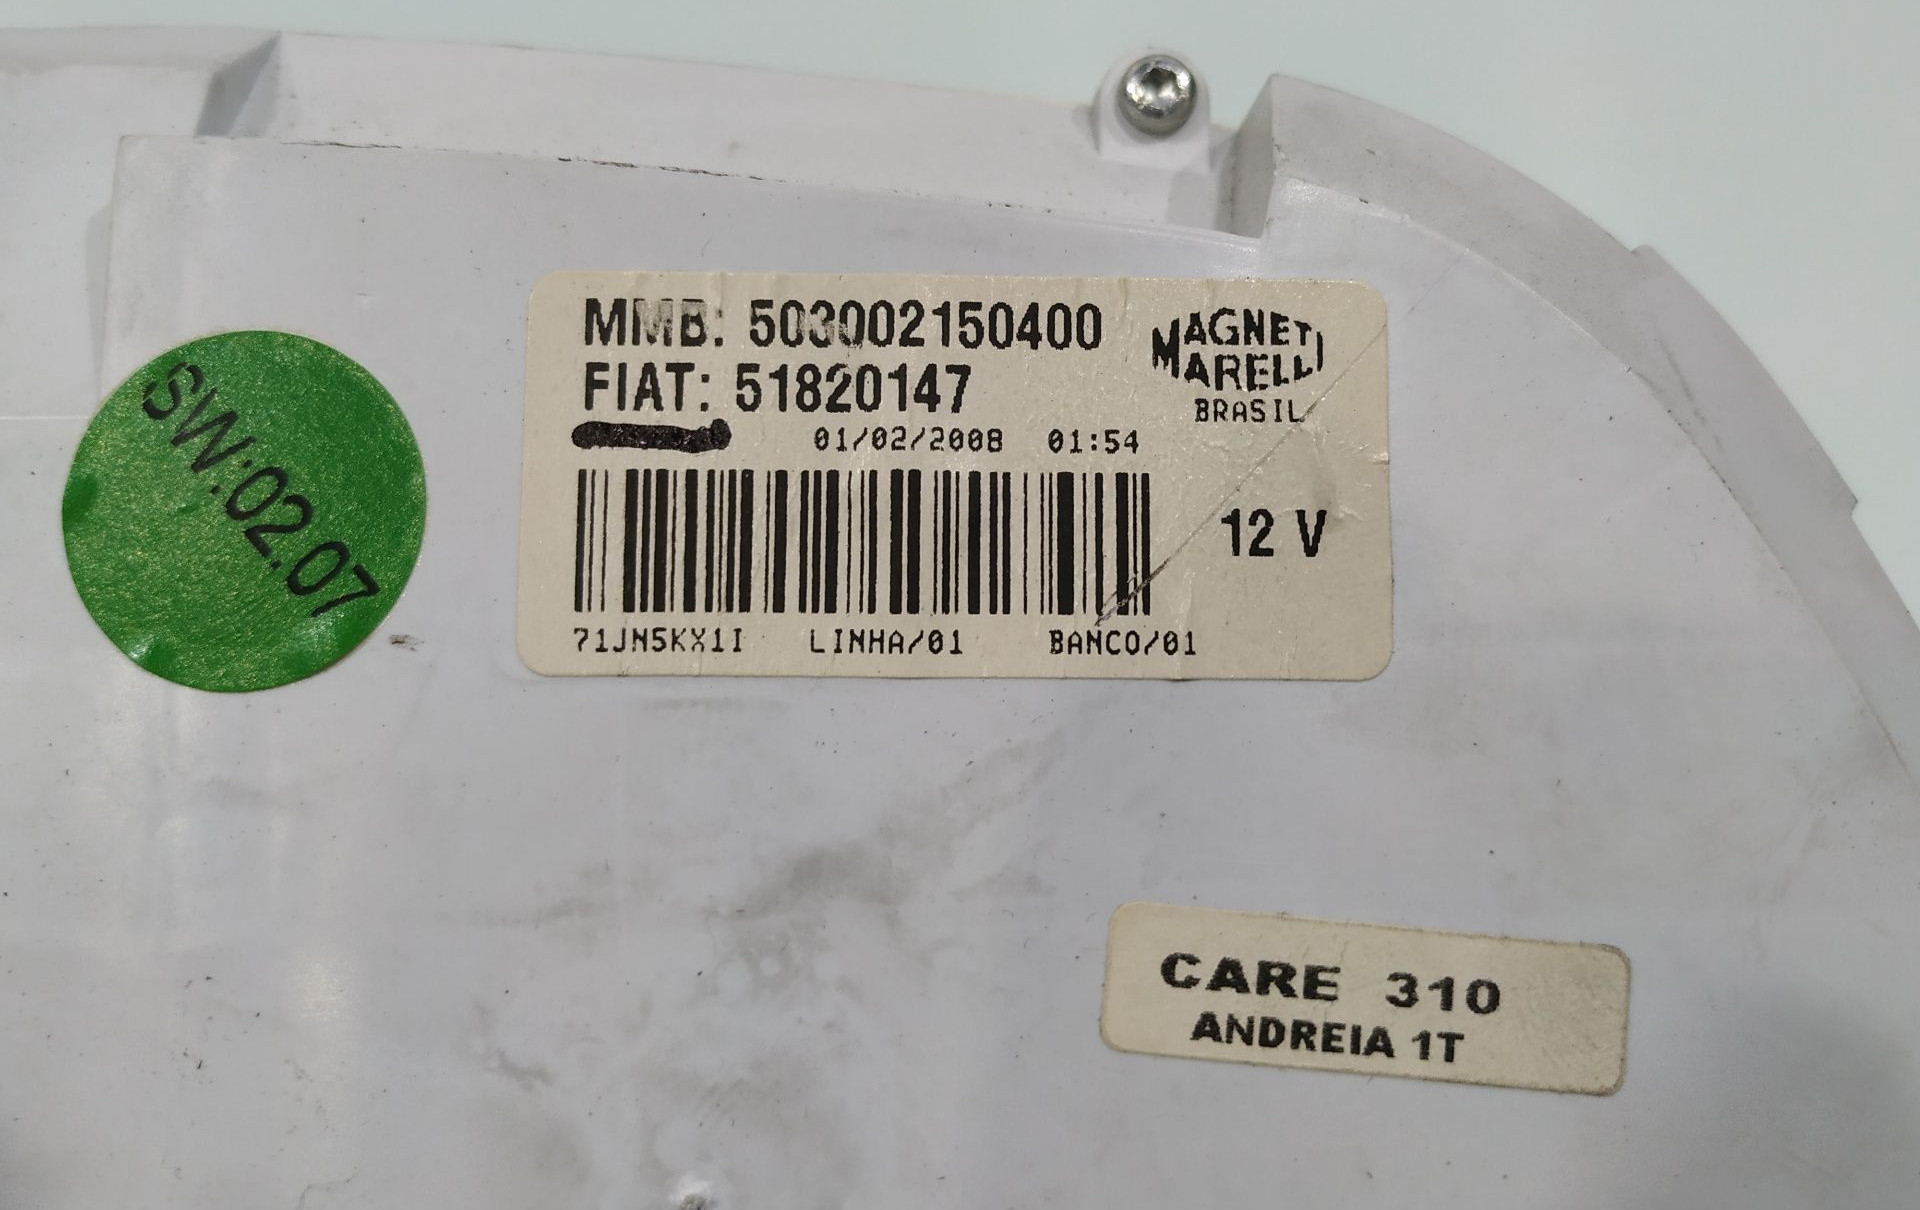 MMB: 503002150400
FIAT: 51820147
MAGNETI
MARELLI
BRASIL
01/02/2008 01:54
12 V
71JN5KX1I LINHA/01 BANCO/01
SW:02.07
CARE 310
ANDREIA 1T